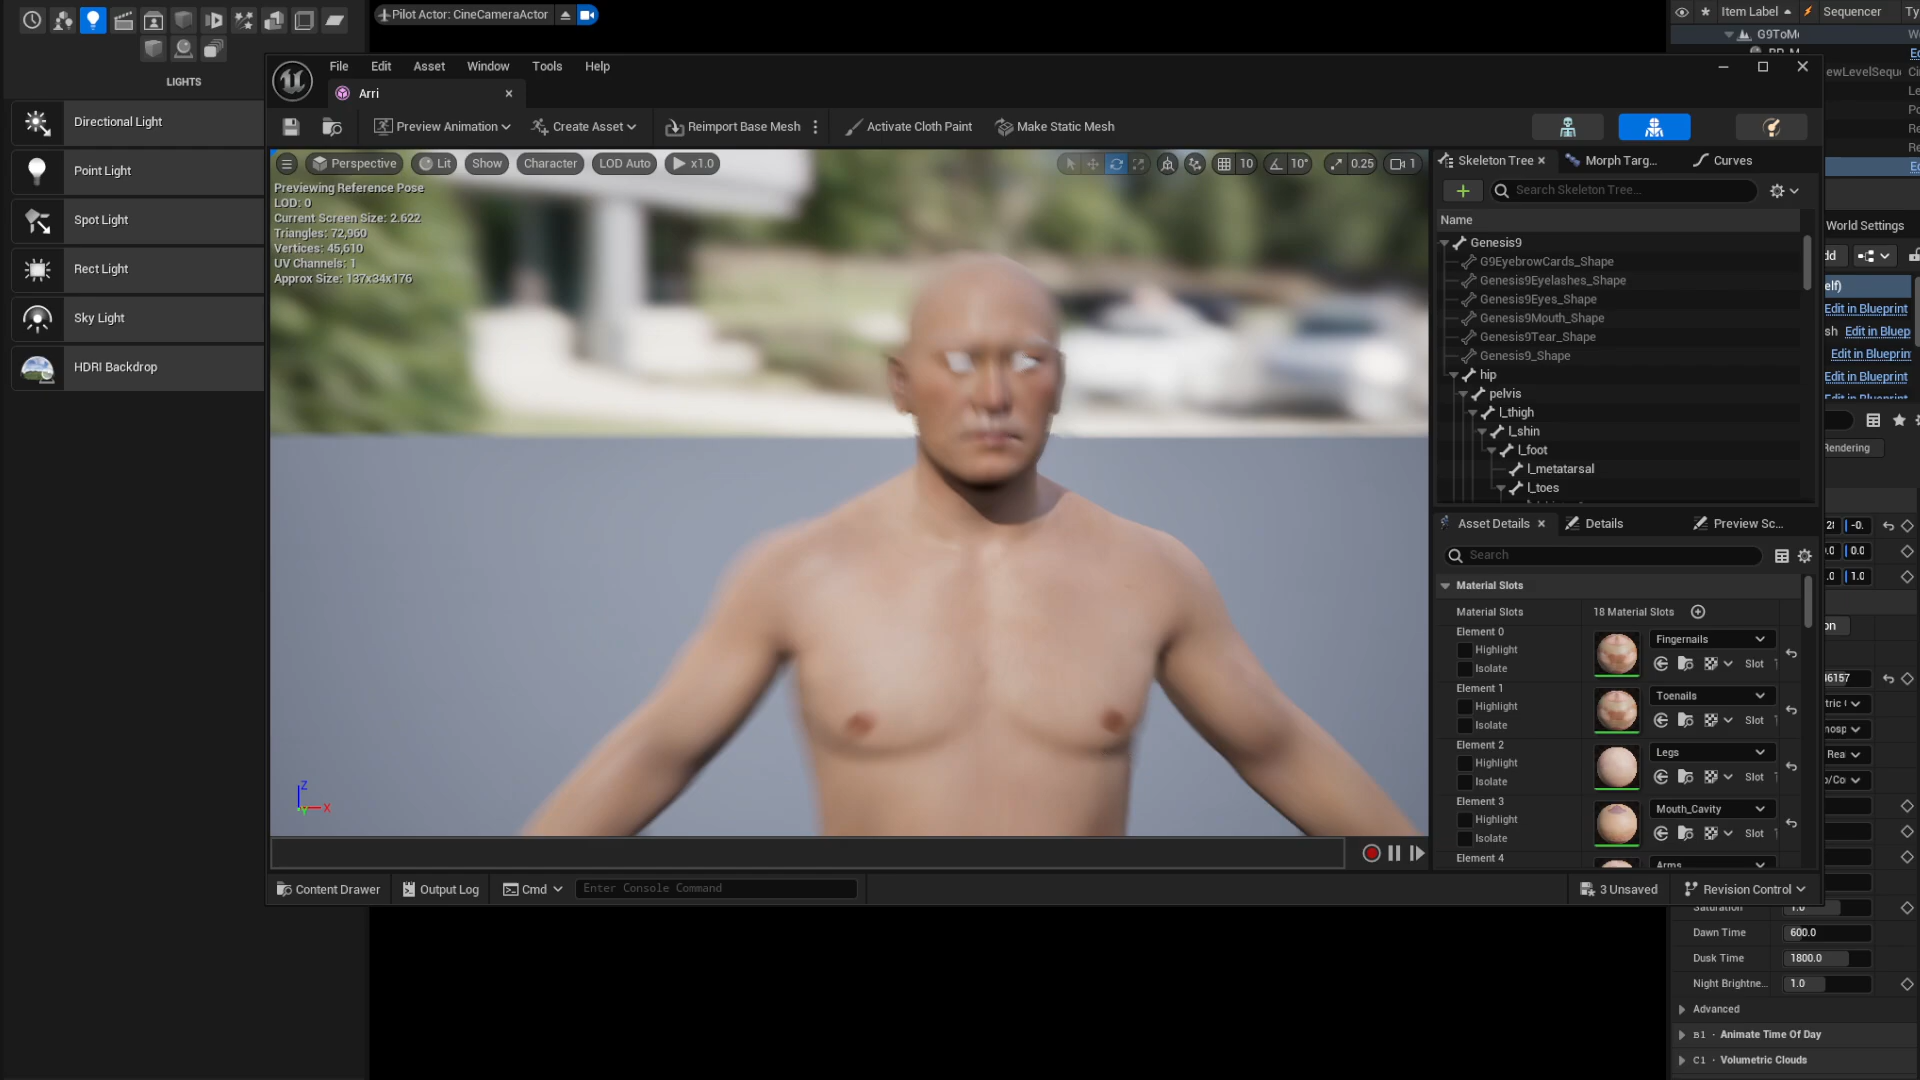 Pilot Actor: CineCameraActor
Item Label
Sequencer
G9ToMe
LIGHTS
Directional Light
Point Light
Spot Light
Rect Light
Sky Light
HDRI Backdrop
File Edit Asset Window Tools Help
Arri
Preview Animation Create Asset Reimport Base Mesh Activate Cloth Paint Make Static Mesh
Perspective Lit Show Character LOD Auto x1.0 10 10° 0.25 1
Previewing Reference Pose
LOD: 0
Current Screen Size: 2.622
Triangles: 72,960
Vertices: 45,610
UV Channels: 1
Approx Size: 137x34x176
Z
X
Skeleton Tree Morph Targ... Curves
Search Skeleton Tree...
Name
Genesis9
G9EyebrowCards_Shape
Genesis9Eyelashes_Shape
Genesis9Eyes_Shape
Genesis9Mouth_Shape
Genesis9Tear_Shape
Genesis9_Shape
hip
pelvis
l_thigh
l_shin
l_foot
l_metatarsal
l_toes
Asset Details Details Preview Sc...
Search
Material Slots
Material Slots 18 Material Slots
Element 0 Fingernails
Highlight
Isolate Slot
Element 1 Toenails
Highlight
Isolate Slot
Element 2 Legs
Highlight
Isolate Slot
Element 3 Mouth_Cavity
Highlight
Isolate Slot
Element 4 Arms
Content Drawer Output Log Cmd Enter Console Command 3 Unsaved Revision Control
World Settings
Edit in Blueprint
Edit in Bluep
Edit in Blueprin
Edit in Blueprint
Rendering
Saturation 1.0
Dawn Time 600.0
Dusk Time 1800.0
Night Brightne... 1.0
Advanced
B1 · Animate Time Of Day
C1 · Volumetric Clouds